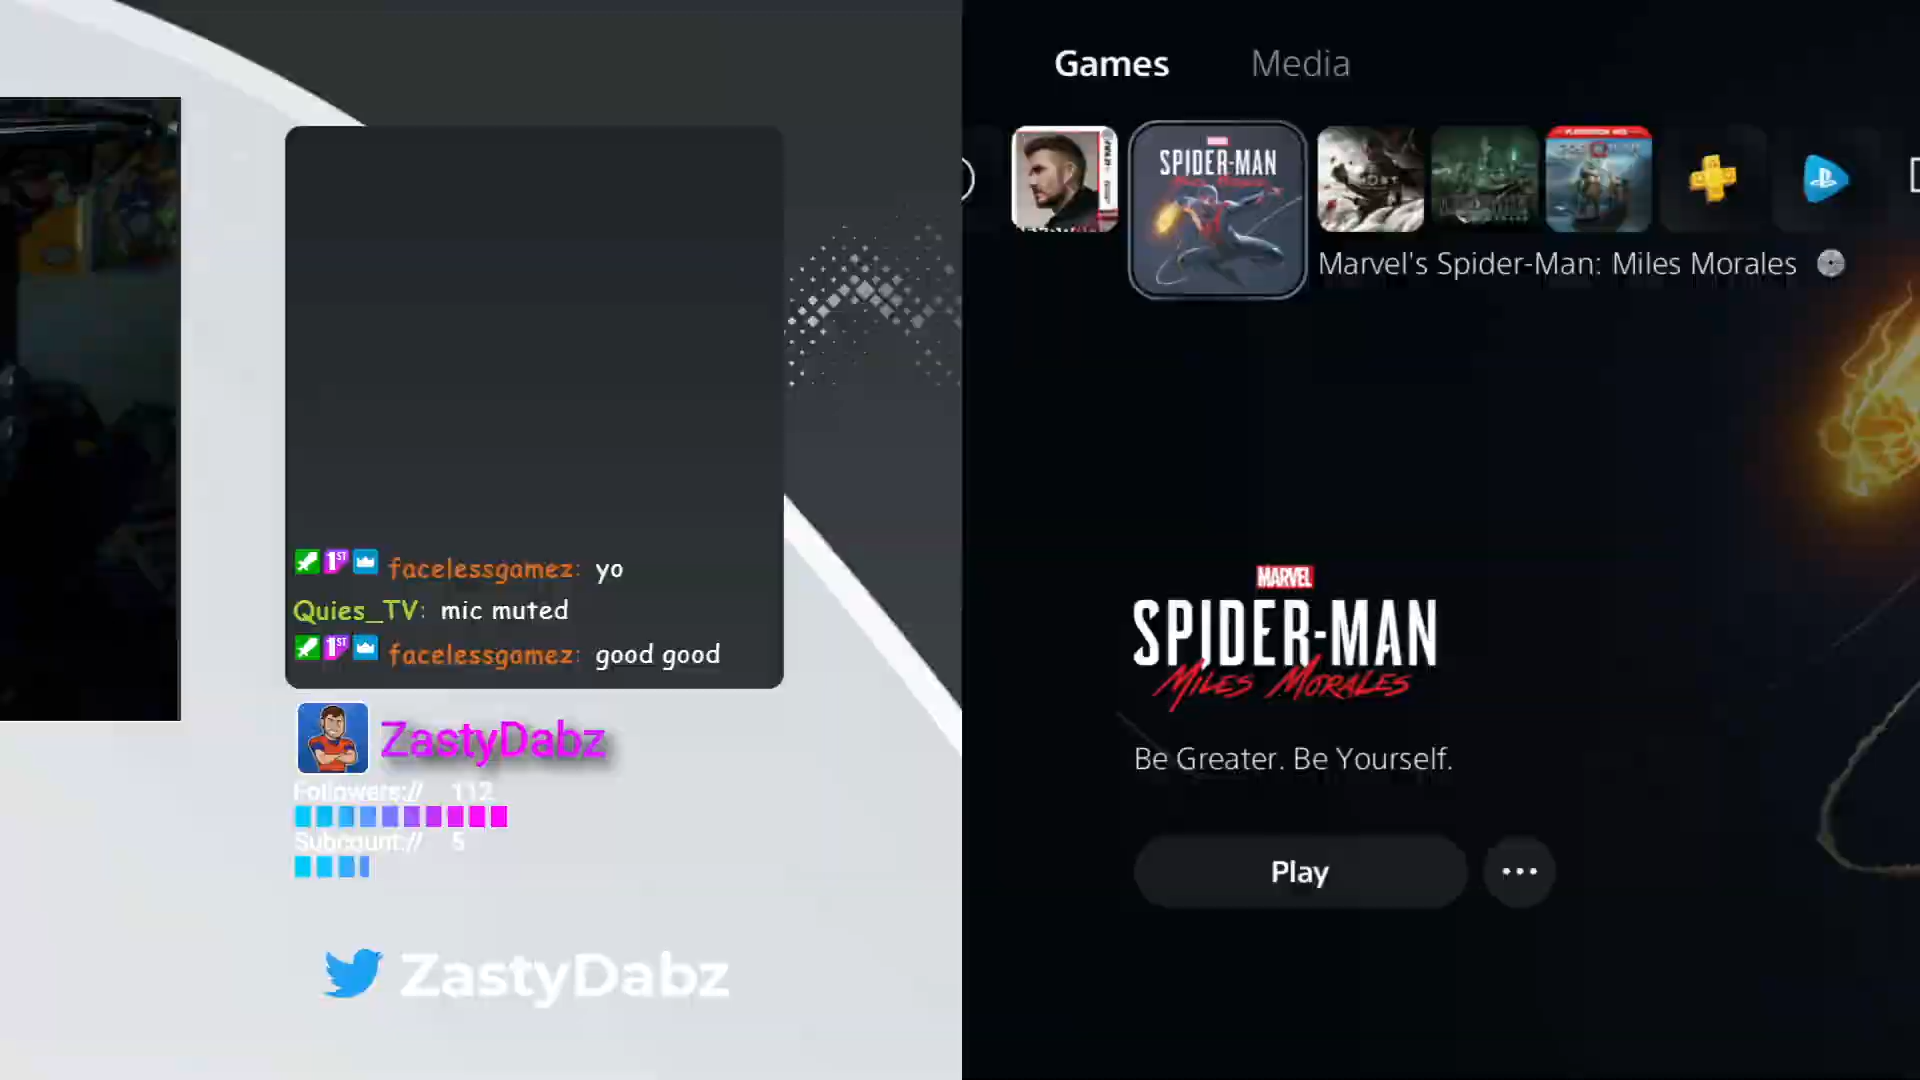 Games
Media
MARVEL
SPIDER-MAN
Marvel's Spider-Man: Miles Morales
facelessgamez: yo
Quies_TV: mic muted
facelessgamez: good good
ZastyDabz
Followers:// 112
Subcount:// 5
ZastyDabz
MARVEL
SPIDER-MAN
MILES MORALES
Be Greater. Be Yourself.
Play